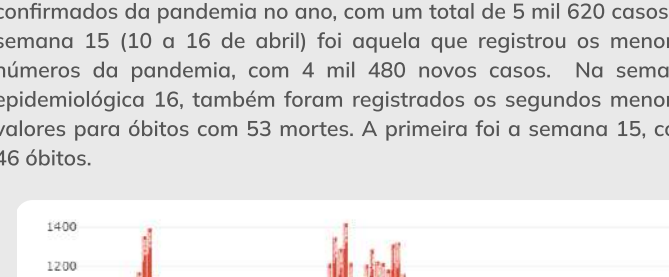 confirmados da pandemia no ano, com um total de 5 mil 620 casos
semana 15 (10 a 16 de abril) foi aquela que registrou os menor
números da pandemia, com 4 mil 480 novos casos. Na sema
epidemiológica 16, também foram registrados os segundos menor
valores para óbitos com 53 mortes. A primeira foi a semana 15, co
46 óbitos.
1400
1200